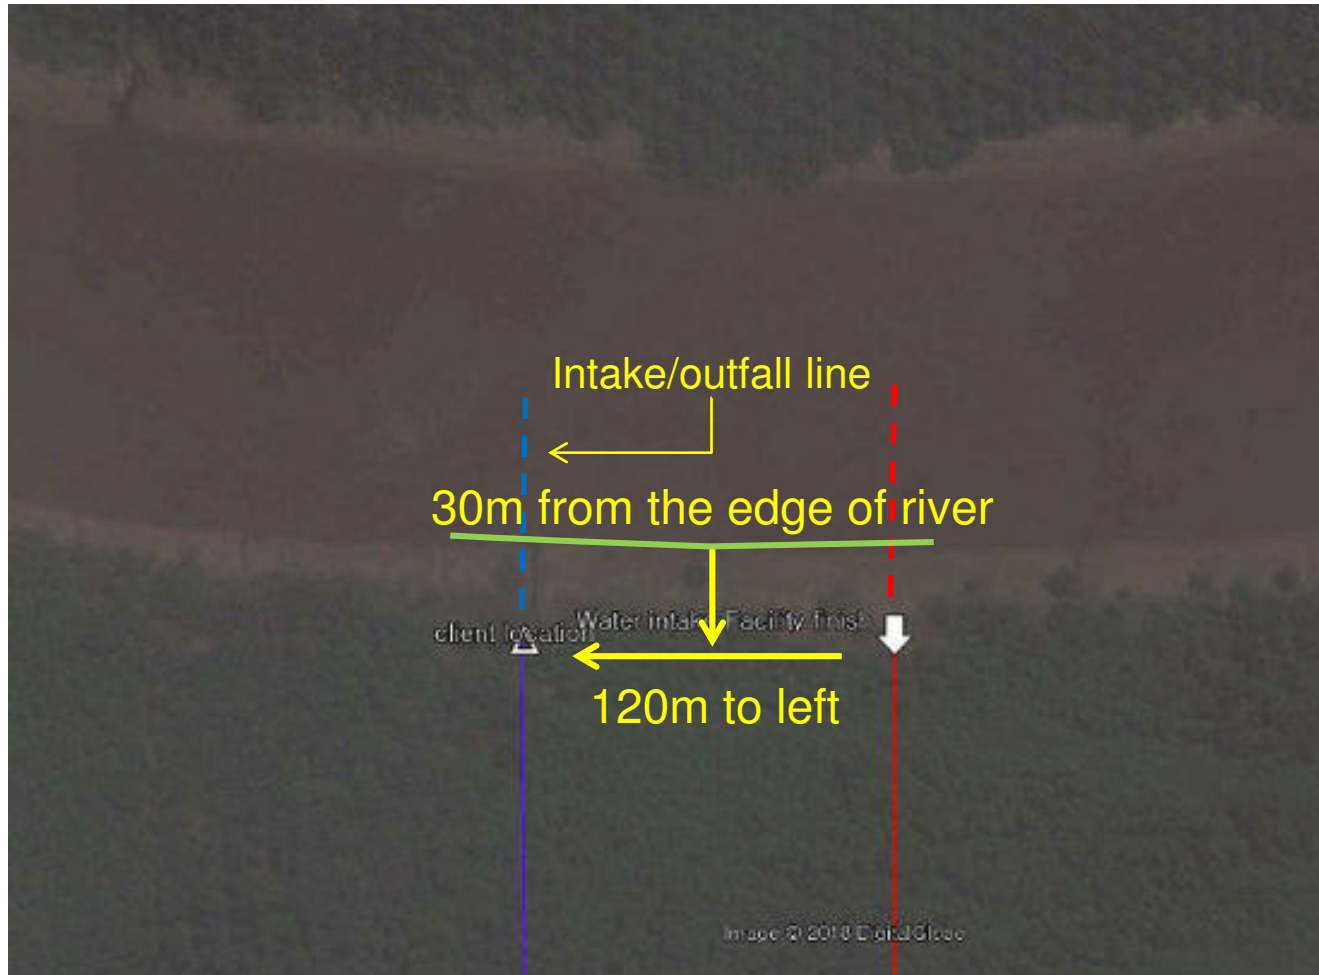 Intake/outfall line
30m from the edge of river
Water intake Facility finish
client location
120m to left
Image © 2018 DigitalGlobe